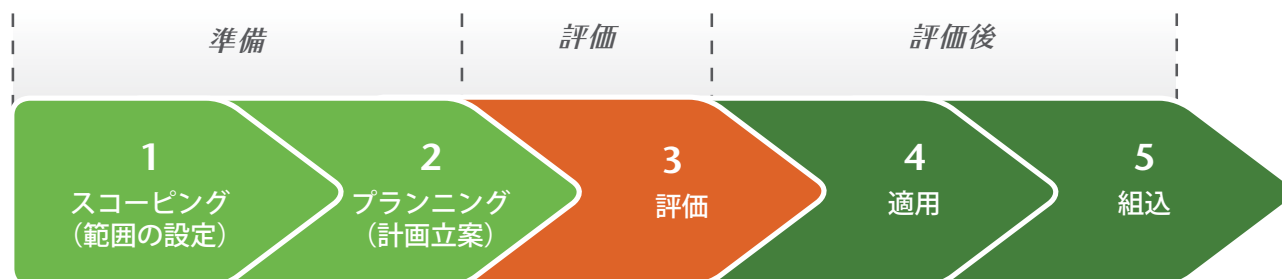 準備
評価
評価後
1
スコーピング
（範囲の設定）
2
プランニング
（計画立案）
3
評価
4
適用
5
組込